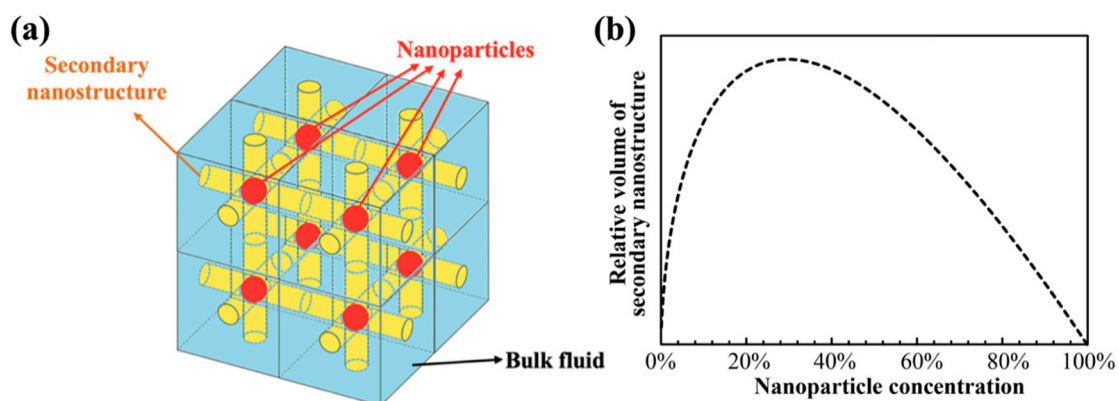 (a)
Nanoparticles
Secondary
nanostructure
Bulk fluid
(b)
Relative volume of
secondary nanostructure
0%
20%
40%
60%
80%
100%
Nanoparticle concentration